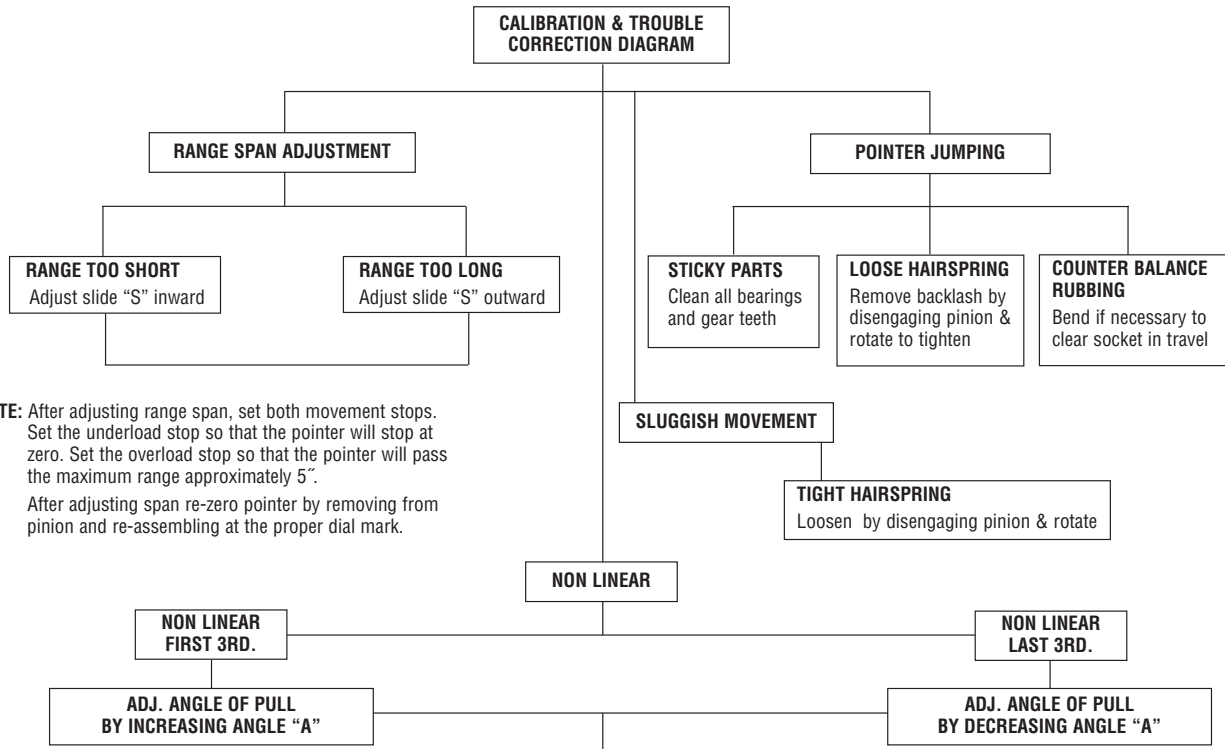 CALIBRATION & TROUBLE
CORRECTION DIAGRAM
RANGE SPAN ADJUSTMENT
POINTER JUMPING
RANGE TOO SHORT
Adjust slide “S” inward
RANGE TOO LONG
Adjust slide “S” outward
STICKY PARTS
Clean all bearings
and gear teeth
LOOSE HAIRSPRING
Remove backlash by
disengaging pinion &
rotate to tighten
COUNTER BALANCE
RUBBING
Bend if necessary to
clear socket in travel
TE: After adjusting range span, set both movement stops.
Set the underload stop so that the pointer will stop at
zero. Set the overload stop so that the pointer will pass
the maximum range approximately 5˝.
After adjusting span re-zero pointer by removing from
pinion and re-assembling at the proper dial mark.
SLUGGISH MOVEMENT
TIGHT HAIRSPRING
Loosen by disengaging pinion & rotate
NON LINEAR
NON LINEAR
FIRST 3RD.
NON LINEAR
LAST 3RD.
ADJ. ANGLE OF PULL
BY INCREASING ANGLE “A”
ADJ. ANGLE OF PULL
BY DECREASING ANGLE “A”